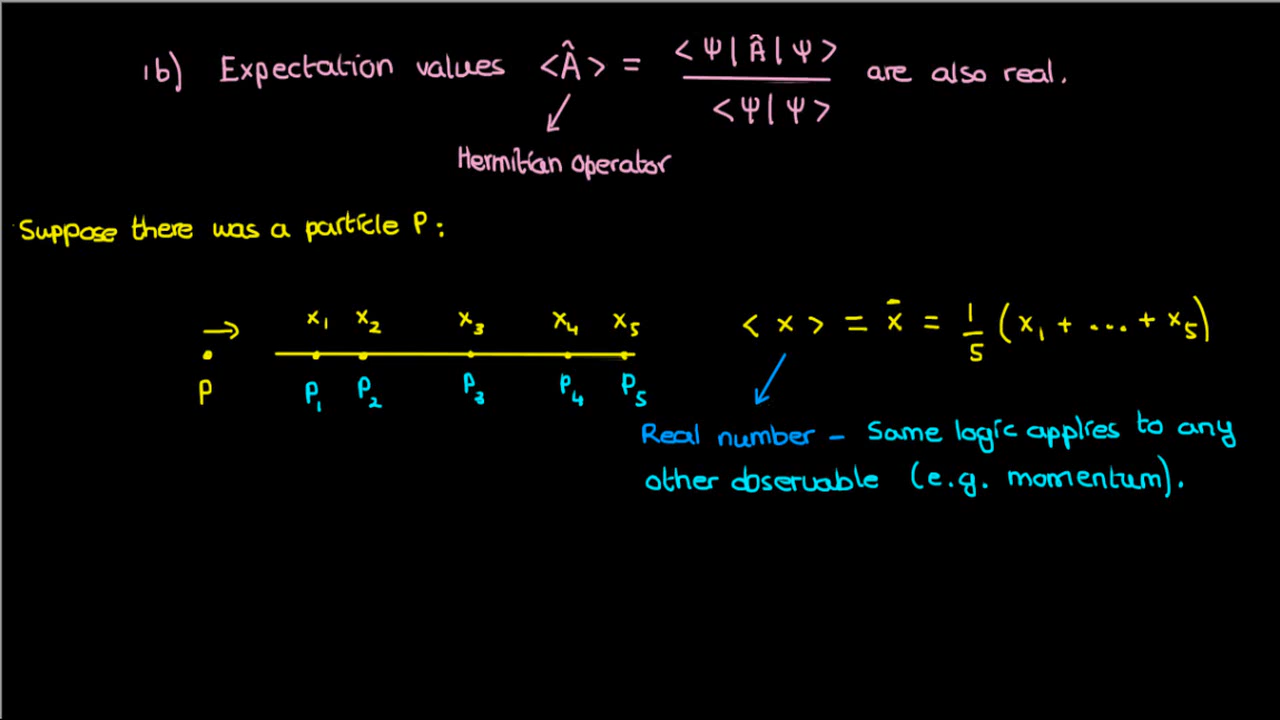 1b) Expectation values <Â> = <Ψ|Â|Ψ> / <Ψ|Ψ> are also real.
Hermitian operator
Suppose there was a particle P:
x₁ x₂ x₃ x₄ x₅
P P₁ P₂ P₃ P₄ P₅
<x> = x̄ = 1/5 (x₁ + ... + x₅)
Real number - Same logic applies to any
other observable (e.g. momentum).